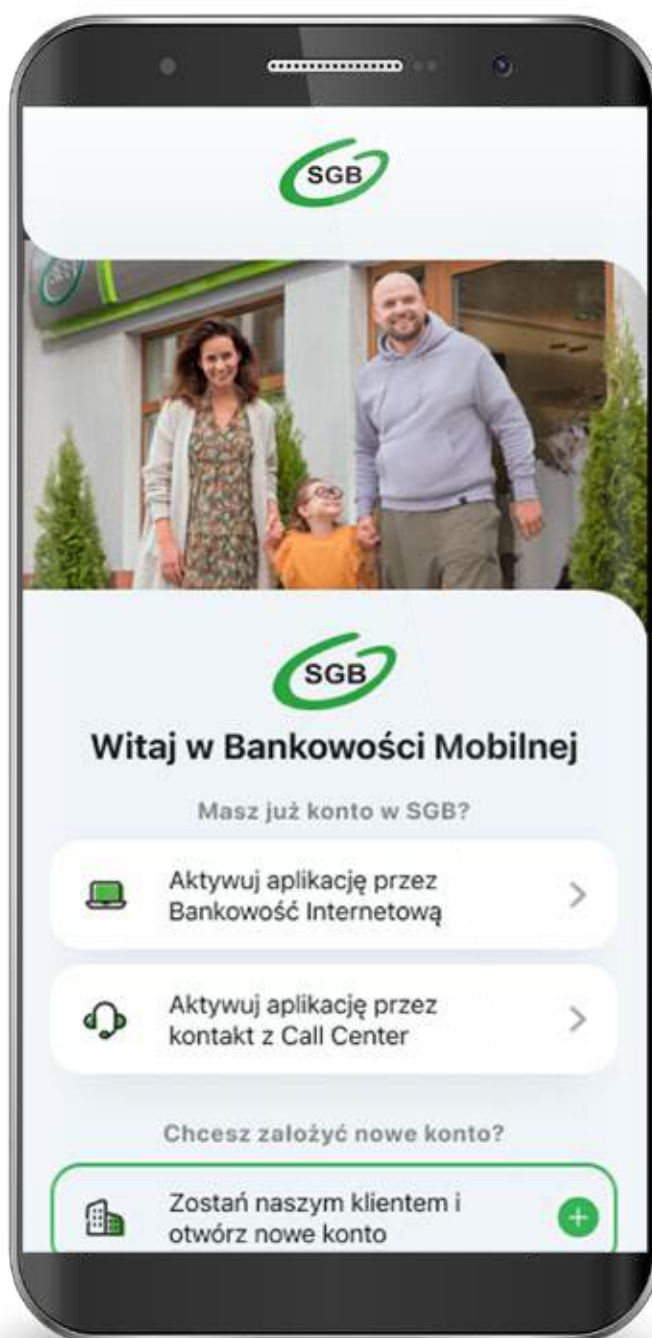 SGB
SGB
Witaj w Bankowości Mobilnej
Masz już konto w SGB?
Aktywuj aplikację przez
Bankowość Internetową
Aktywuj aplikację przez
kontakt z Call Center
Chcesz założyć nowe konto?
Zostań naszym klientem i
otwórz nowe konto